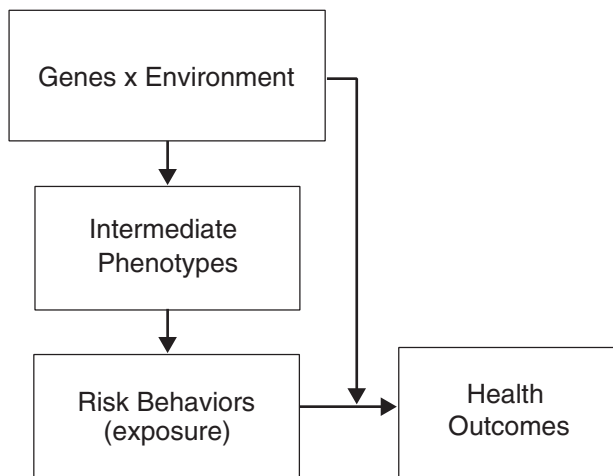 Genes x Environment
Intermediate
Phenotypes
Risk Behaviors
(exposure)
Health
Outcomes